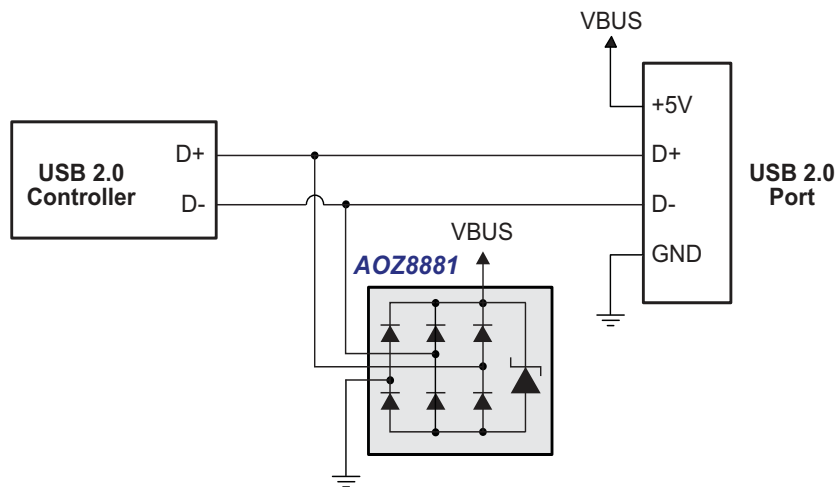 VBUS
+5V
D+
D-
GND
USB 2.0
Port
USB 2.0
Controller
D+
D-
VBUS
AOZ8881